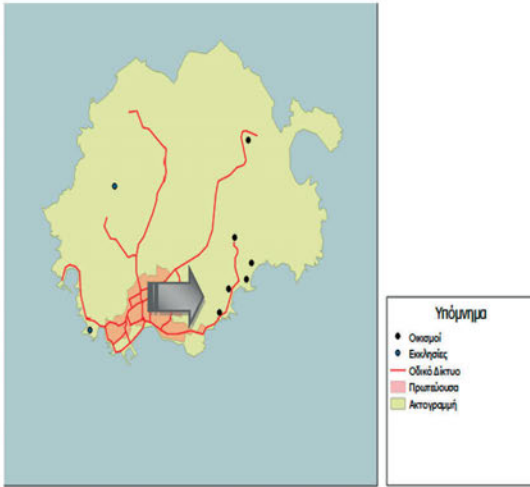 Υπόμνημα
Οικισμοί
Εκκλησίες
Οδικό Δίκτυο
Πρωτεύουσα
Ακτογραμμή